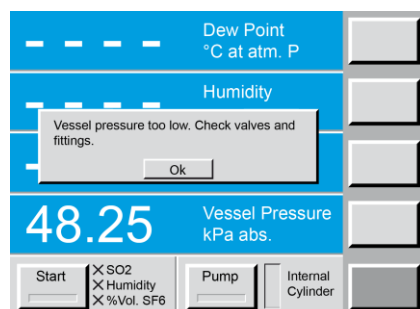 — — — —
Dew Point
°C at atm. P
— — — —
Humidity
Vessel pressure too low. Check valves and
fittings.
Ok
48.25
Vessel Pressure
kPa abs.
Start
X SO2
X Humidity
X %Vol. SF6
Pump
Internal
Cylinder